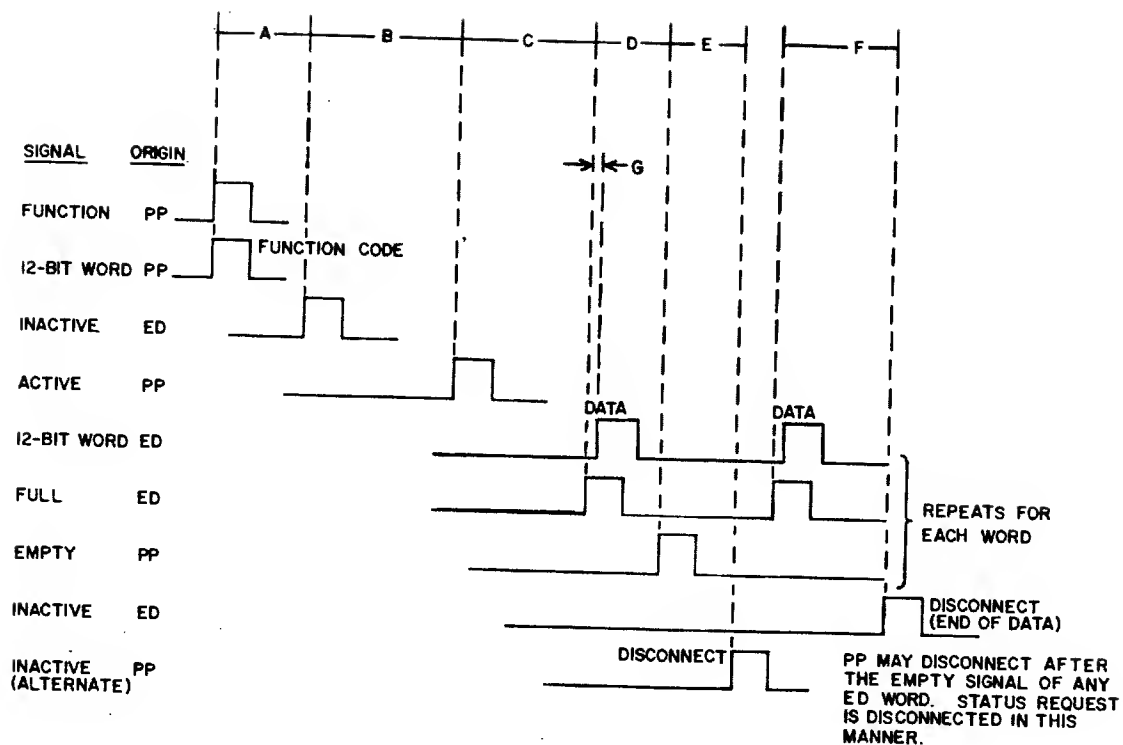 A B C D E F
G
SIGNAL ORIGIN
FUNCTION PP
FUNCTION CODE
12-BIT WORD PP
INACTIVE ED
ACTIVE PP
DATA DATA
12-BIT WORD ED
FULL ED
REPEATS FOR
EACH WORD
EMPTY PP
INACTIVE ED
DISCONNECT
(END OF DATA)
INACTIVE PP
(ALTERNATE)
DISCONNECT
PP MAY DISCONNECT AFTER
THE EMPTY SIGNAL OF ANY
ED WORD. STATUS REQUEST
IS DISCONNECTED IN THIS
MANNER.